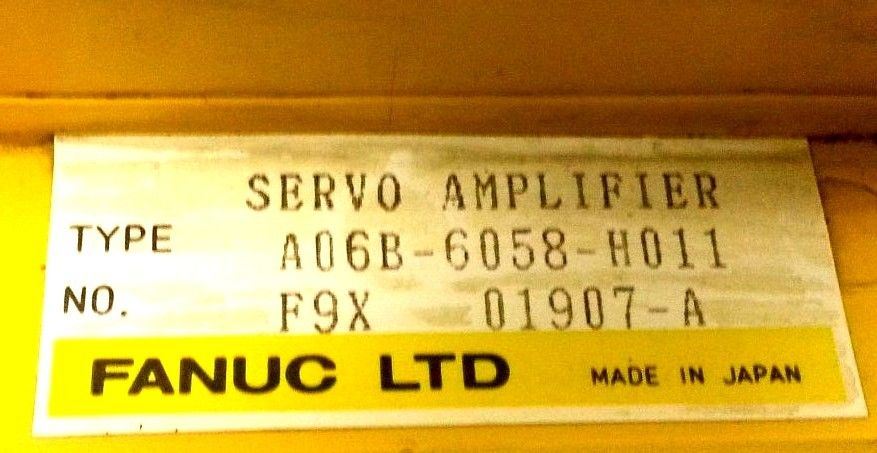 SERVO AMPLIFIER
TYPE A06B-6058-H011
NO. F9X 01907-A
FANUC LTD MADE IN JAPAN